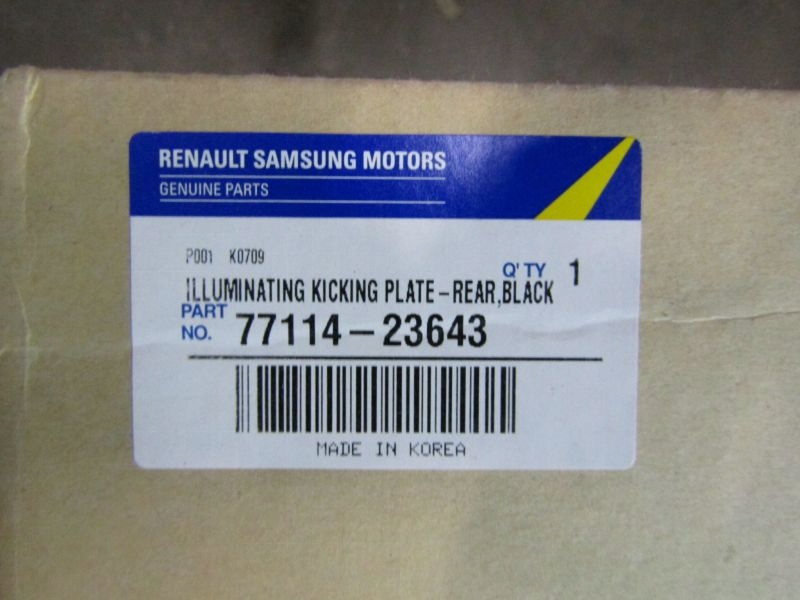 RENAULT SAMSUNG MOTORS
GENUINE PARTS
P001 K0709
Q'TY 1
ILLUMINATING KICKING PLATE-REAR,BLACK
PART NO. 77114-23643
MADE IN KOREA